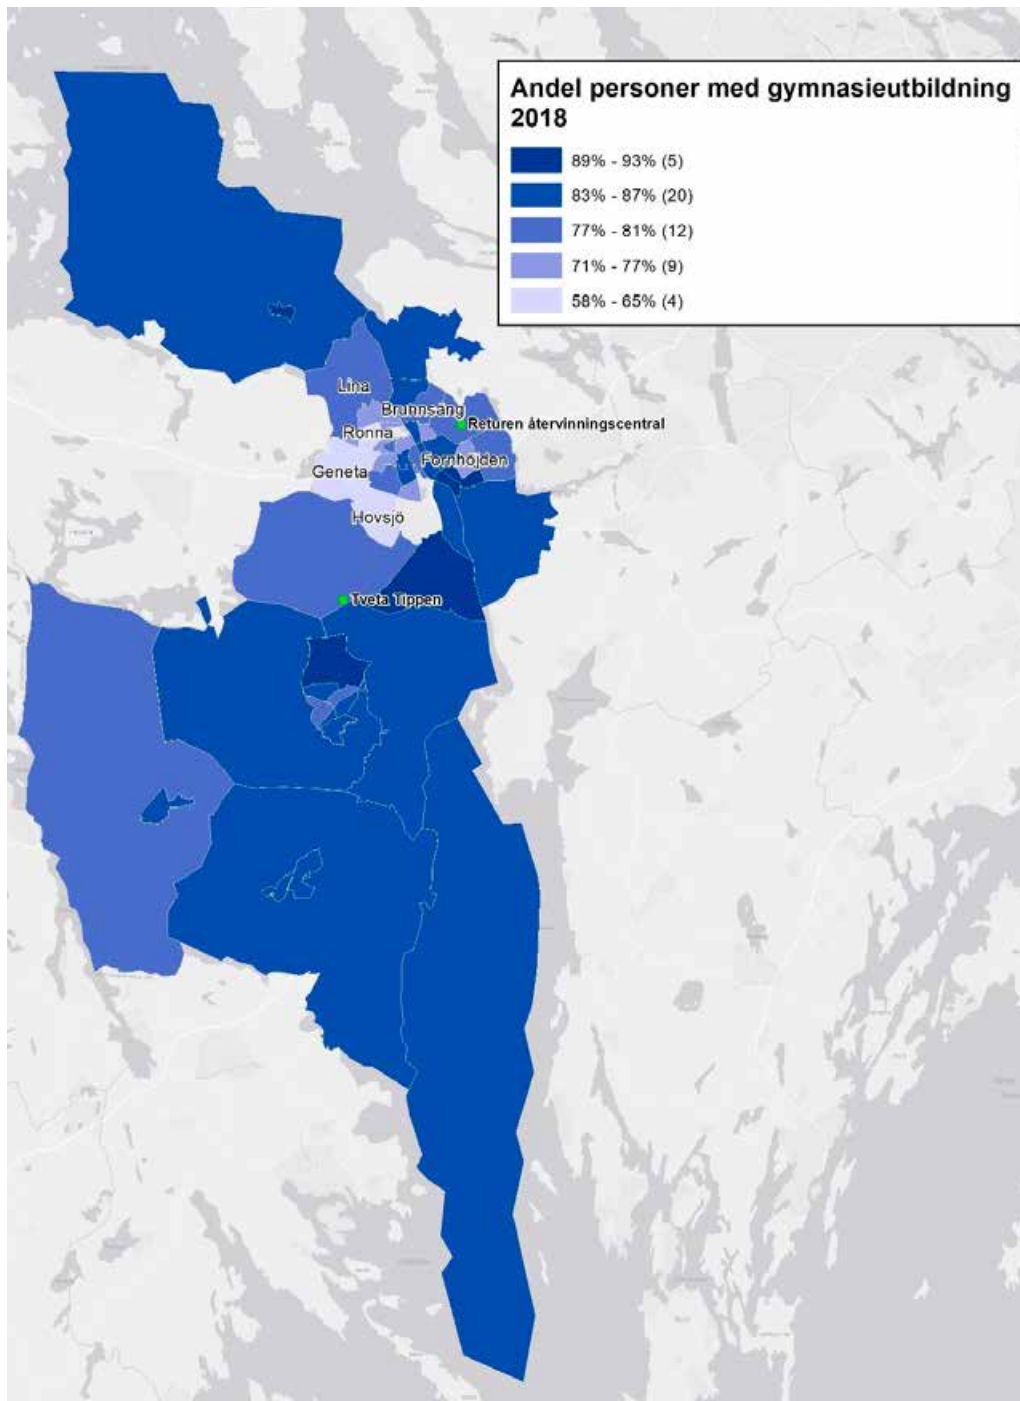 Andel personer med gymnasieutbildning
2018
89% - 93% (5)
83% - 87% (20)
77% - 81% (12)
71% - 77% (9)
58% - 65% (4)
Lina
Brunnsäng
Returen återvinningscentral
Ronna
Fornhöjden
Geneta
Hovsjö
Tveta Tippen